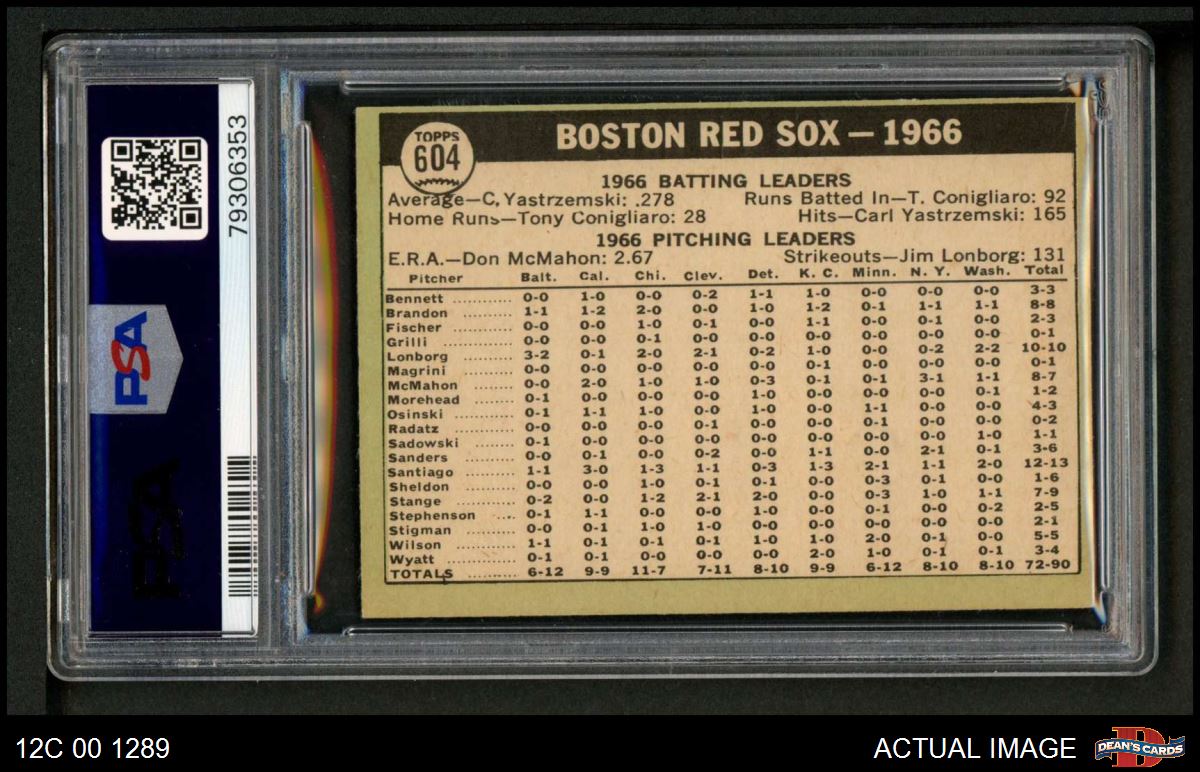 79306353
PSA
PSA
TOPPS
604
BOSTON RED SOX — 1966
1966 BATTING LEADERS
Average—C. Yastrzemski: .278 Runs Batted In—T. Conigliaro: 92
Home Runs—Tony Conigliaro: 28 Hits—Carl Yastrzemski: 165
1966 PITCHING LEADERS
E.R.A.—Don McMahon: 2.67 Strikeouts—Jim Lonborg: 131
Pitcher Balt. Cal. Chi. Clev. Det. K. C. Minn. N. Y. Wash. Total
Bennett ............ 0-0 1-0 0-0 0-2 1-1 1-0 0-0 0-0 0-0 3-3
Brandon ............ 1-1 1-2 2-0 0-0 1-0 1-2 0-1 1-1 1-1 8-8
Fischer ............ 0-0 0-0 1-0 0-1 0-0 1-1 0-0 0-1 0-0 2-3
Grilli ............ 0-0 0-0 0-1 0-0 0-0 0-0 0-0 0-0 0-0 0-1
Lonborg ............ 3-2 0-1 2-0 2-1 0-2 1-0 0-0 0-2 2-2 10-10
Magrini ............ 0-0 0-0 0-0 0-0 0-0 0-0 0-0 0-1 0-0 0-1
McMahon ........ 0-0 2-0 1-0 1-0 0-3 0-1 0-1 3-1 1-1 8-7
Morehead ........ 0-1 0-0 0-0 0-0 1-0 0-0 0-0 0-0 0-1 1-2
Osinski ............ 0-1 1-1 1-0 0-0 1-0 0-0 1-1 0-0 0-0 4-3
Radatz ............ 0-0 0-0 0-0 0-1 0-0 0-0 0-1 0-0 0-0 0-2
Sadowski ........ 0-1 0-0 0-0 0-0 0-0 0-0 0-0 0-0 1-0 1-1
Sanders ............ 0-0 0-1 0-0 0-2 0-0 1-1 0-0 2-1 0-1 3-6
Santiago ............ 1-1 3-0 1-3 1-1 0-3 1-3 2-1 1-1 2-0 12-13
Sheldon ............ 0-0 0-0 1-0 0-1 0-1 0-0 0-3 0-1 0-0 1-6
Stange ............ 0-2 0-0 1-2 2-1 2-0 0-0 0-3 1-0 1-1 7-9
Stephenson .... 0-1 1-1 0-0 0-0 1-0 0-0 0-1 0-0 0-2 2-5
Stigman ............ 0-0 0-1 1-0 1-0 0-0 0-0 0-0 0-0 0-0 2-1
Wilson ............ 1-1 0-1 0-1 0-1 1-0 1-0 2-0 0-1 0-0 5-5
Wyatt ............ 0-1 0-1 0-0 0-0 0-0 2-0 1-0 0-1 0-1 3-4
TOTALS ............ 6-12 9-9 11-7 7-11 8-10 9-9 6-12 8-10 8-10 72-90
12C 00 1289 ACTUAL IMAGE DEAN'S CARDS